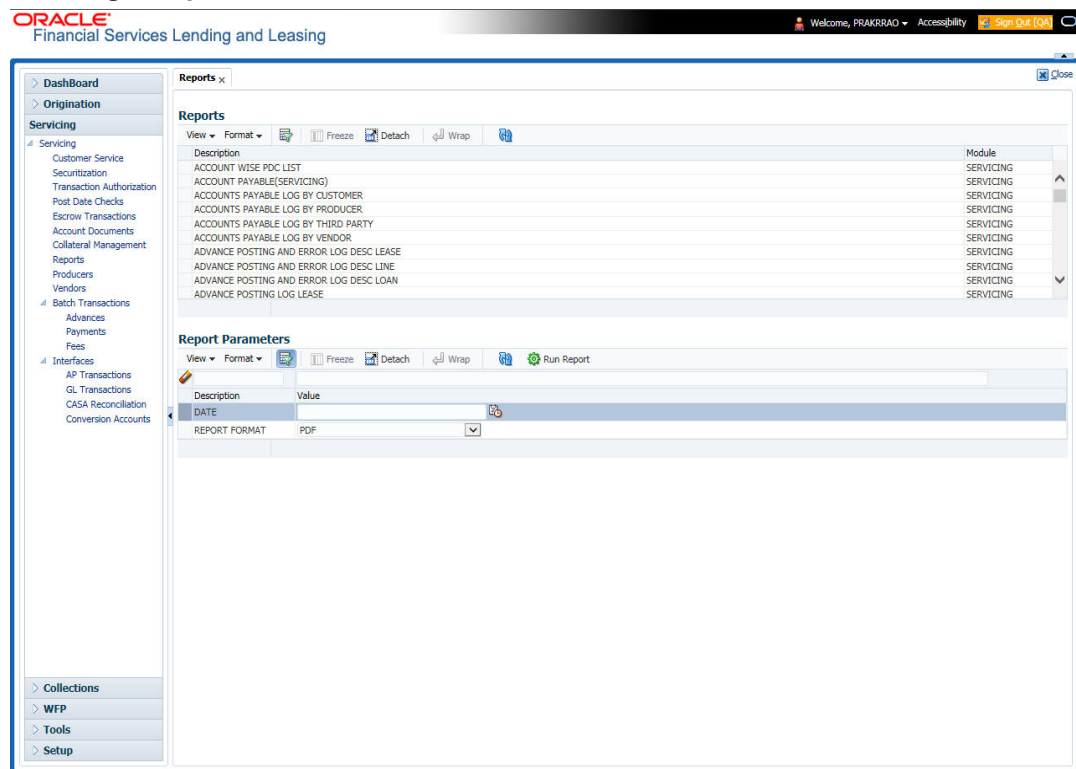 ORACLE
Financial Services Lending and Leasing
Welcome, PRAKRRAO Accessibility Sign Out [QA]
DashBoard
Origination
Servicing
Servicing
Customer Service
Securitization
Transaction Authorization
Post Date Checks
Escrow Transactions
Account Documents
Collateral Management
Reports
Producers
Vendors
Batch Transactions
Advances
Payments
Fees
Interfaces
AP Transactions
GL Transactions
CASA Reconciliation
Conversion Accounts
Collections
WFP
Tools
Setup
Reports x
Close
Reports
View Format Freeze Detach Wrap
Description Module
ACCOUNT WISE PDC LIST SERVICING
ACCOUNT PAYABLE(SERVICING) SERVICING
ACCOUNTS PAYABLE LOG BY CUSTOMER SERVICING
ACCOUNTS PAYABLE LOG BY PRODUCER SERVICING
ACCOUNTS PAYABLE LOG BY THIRD PARTY SERVICING
ACCOUNTS PAYABLE LOG BY VENDOR SERVICING
ADVANCE POSTING AND ERROR LOG DESC LEASE SERVICING
ADVANCE POSTING AND ERROR LOG DESC LINE SERVICING
ADVANCE POSTING AND ERROR LOG DESC LOAN SERVICING
ADVANCE POSTING LOG LEASE SERVICING
Report Parameters
View Format Freeze Detach Wrap Run Report
Description Value
DATE
REPORT FORMAT PDF